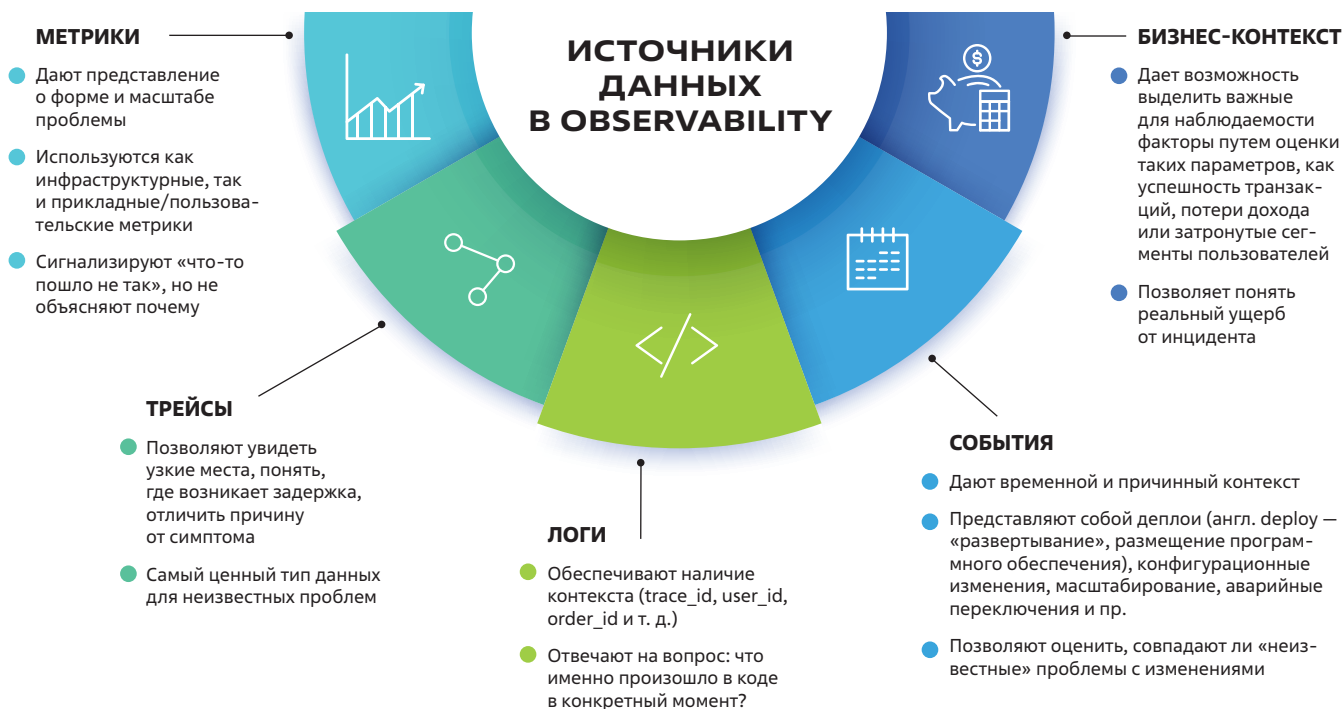 ИСТОЧНИКИ
ДАННЫХ
В OBSERVABILITY
МЕТРИКИ
Дают представление
о форме и масштабе
проблемы
Используются как
инфраструктурные, так
и прикладные/пользова-
тельские метрики
Сигнализируют «что-то
пошло не так», но не
объясняют почему
ТРЕЙСЫ
Позволяют увидеть
узкие места, понять,
где возникает задержка,
отличить причину
от симптома
Самый ценный тип данных
для неизвестных проблем
ЛОГИ
Обеспечивают наличие
контекста (trace_id, user_id,
order_id и т. д.)
Отвечают на вопрос: что
именно произошло в коде
в конкретный момент?
СОБЫТИЯ
Дают временной и причинный контекст
Представляют собой деплои (англ. deploy —
«развертывание», размещение програм-
много обеспечения), конфигурационные
изменения, масштабирование, аварийные
переключения и пр.
Позволяют оценить, совпадают ли «неиз-
вестные» проблемы с изменениями
БИЗНЕС-КОНТЕКСТ
Дает возможность
выделить важные
для наблюдаемости
факторы путем оценки
таких параметров, как
успешность транзак-
ций, потери дохода
или затронутые сег-
менты пользователей
Позволяет понять
реальный ущерб
от инцидента